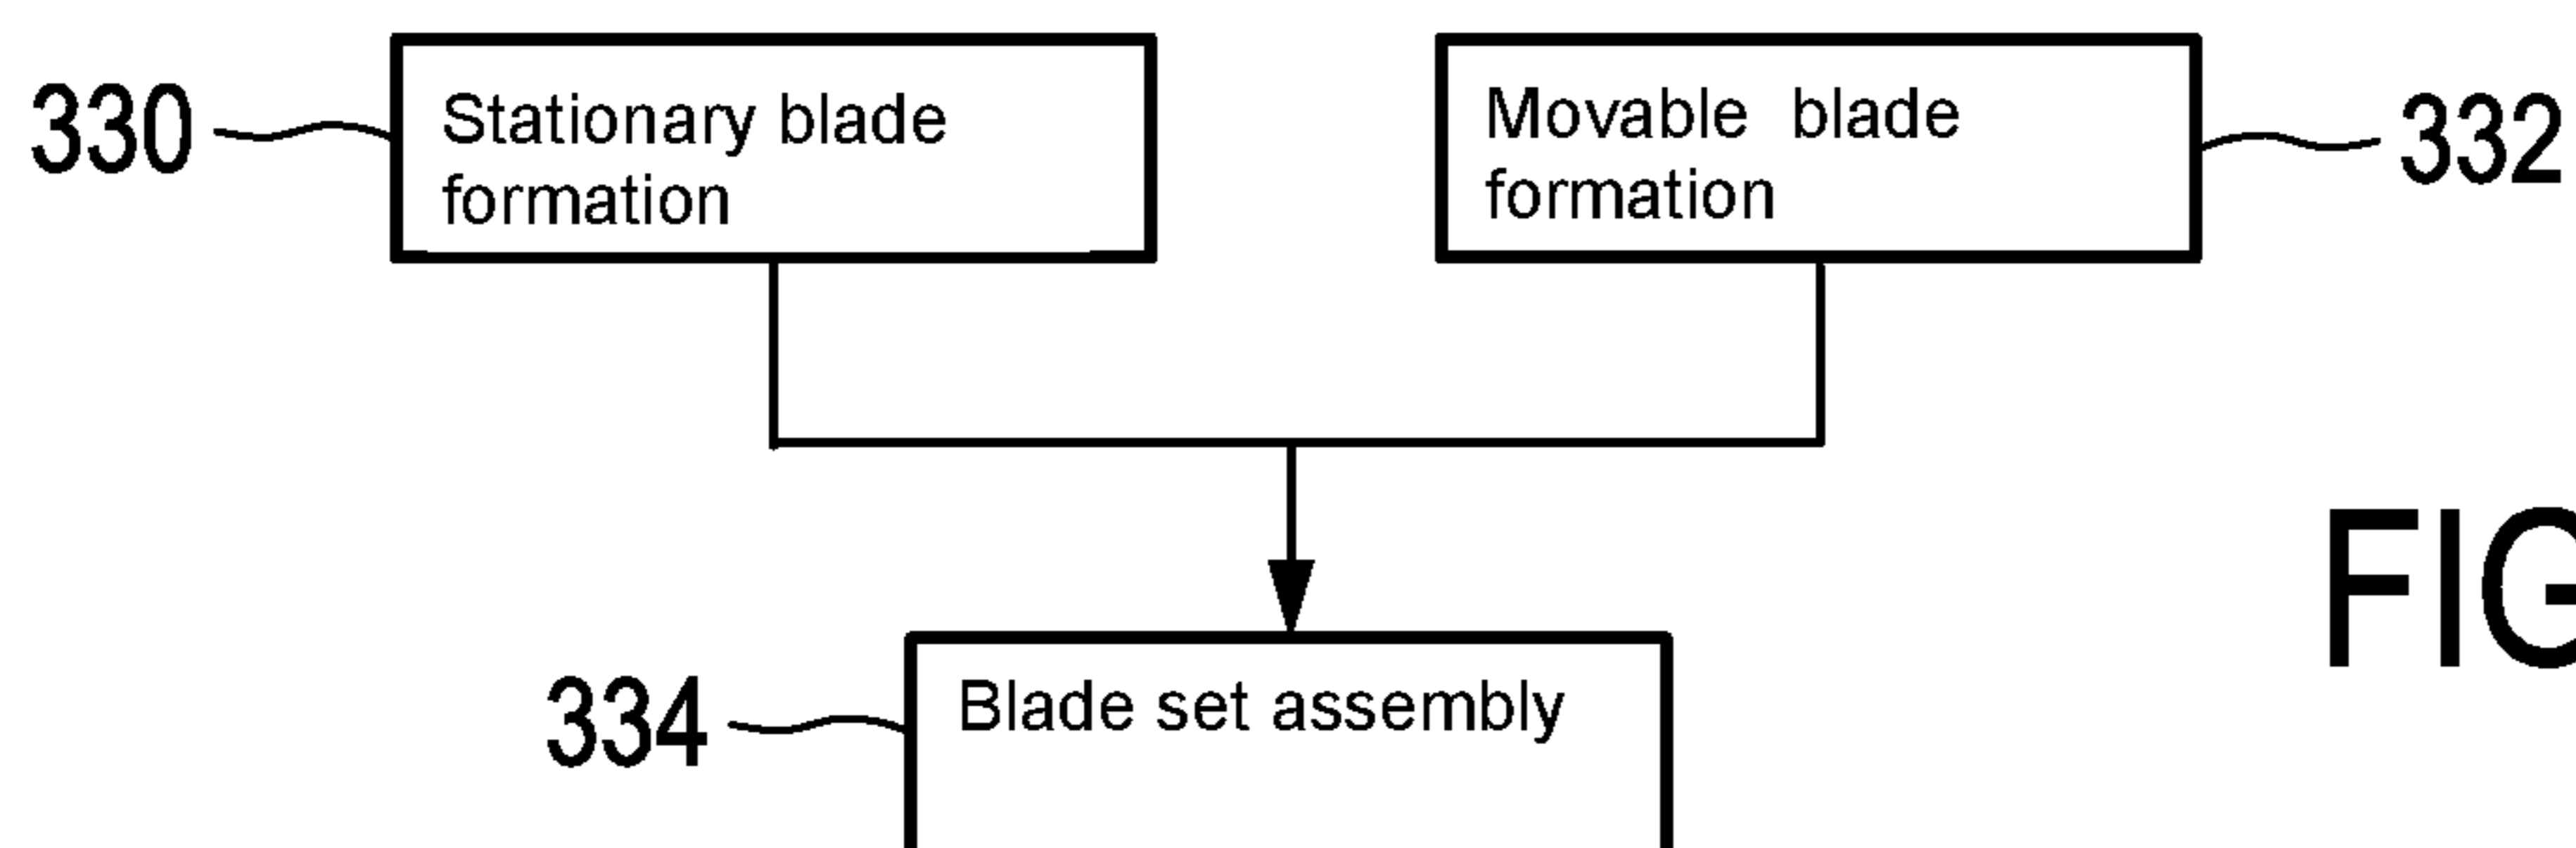 330
Stationary blade
formation
Movable blade
formation
332
FIG
334
Blade set assembly